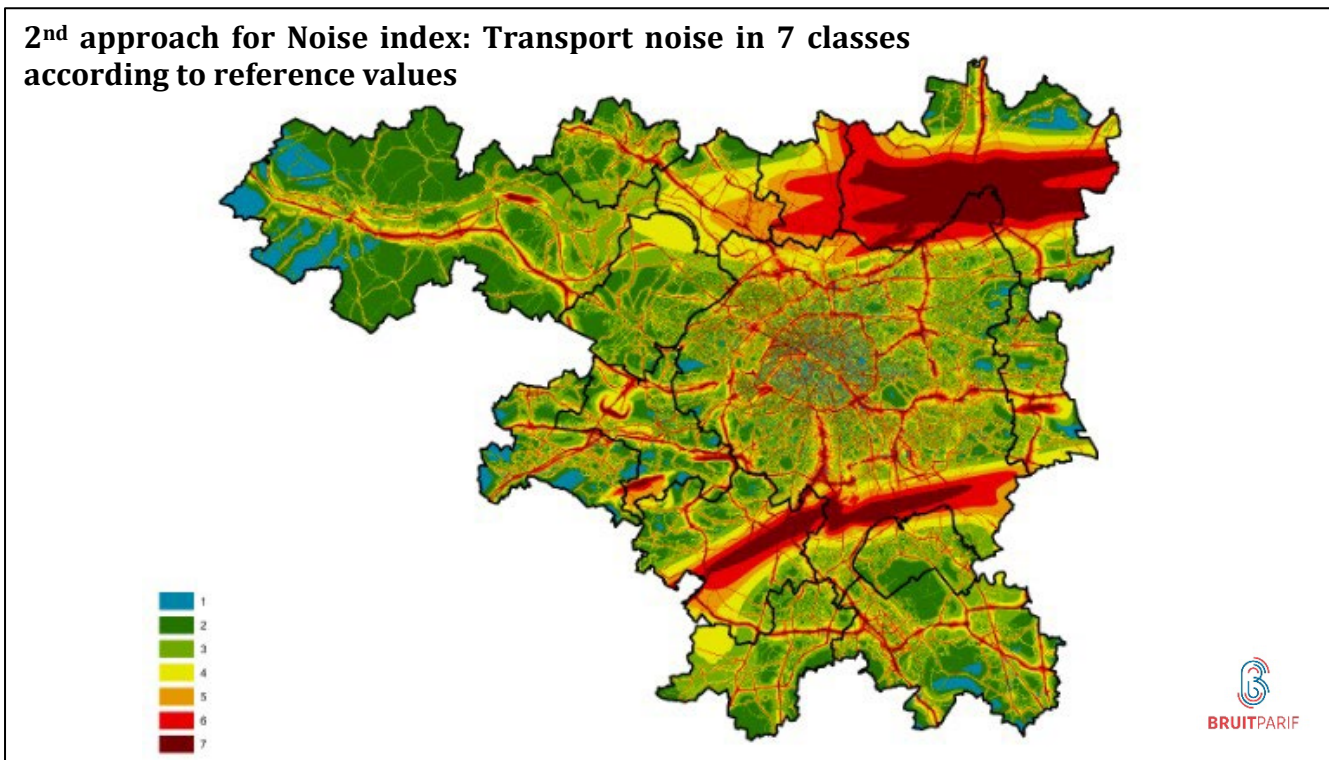 2nd approach for Noise index: Transport noise in 7 classes
according to reference values
1
2
3
4
5
6
7
BRUITPARIF